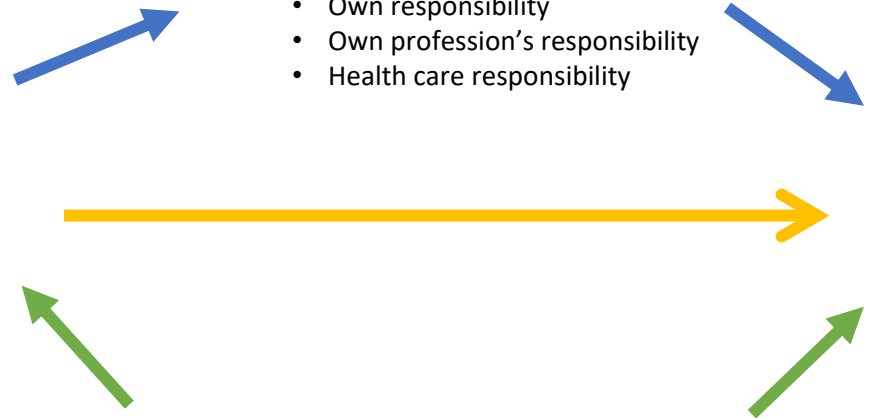 • Own responsibility
• Own profession’s responsibility
• Health care responsibility